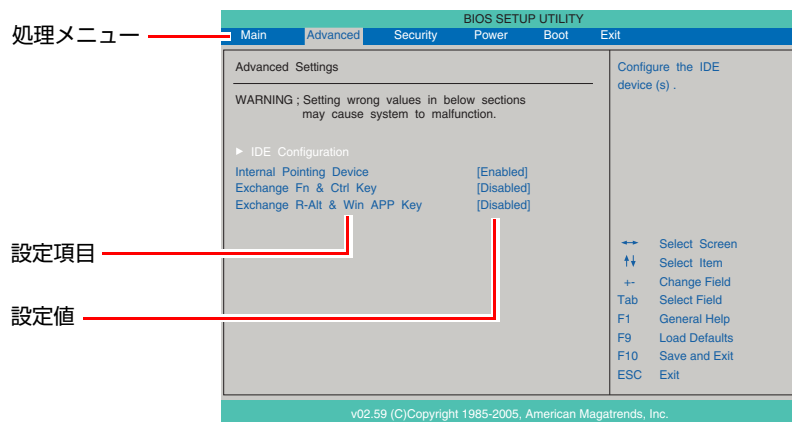 BIOS SETUP UTILITY
処理メニュー
Main Advanced Security Power Boot Exit
Advanced Settings
WARNING ; Setting wrong values in below sections
may cause system to malfunction.
► IDE Configuration
Internal Pointing Device [Enabled]
Exchange Fn & Ctrl Key [Disabled]
Exchange R-Alt & Win APP Key [Disabled]
設定項目
設定値
Configure the IDE
device (s) .
←→ Select Screen
↑↓ Select Item
+- Change Field
Tab Select Field
F1 General Help
F9 Load Defaults
F10 Save and Exit
ESC Exit
v02.59 (C)Copyright 1985-2005, American Magatrends, Inc.